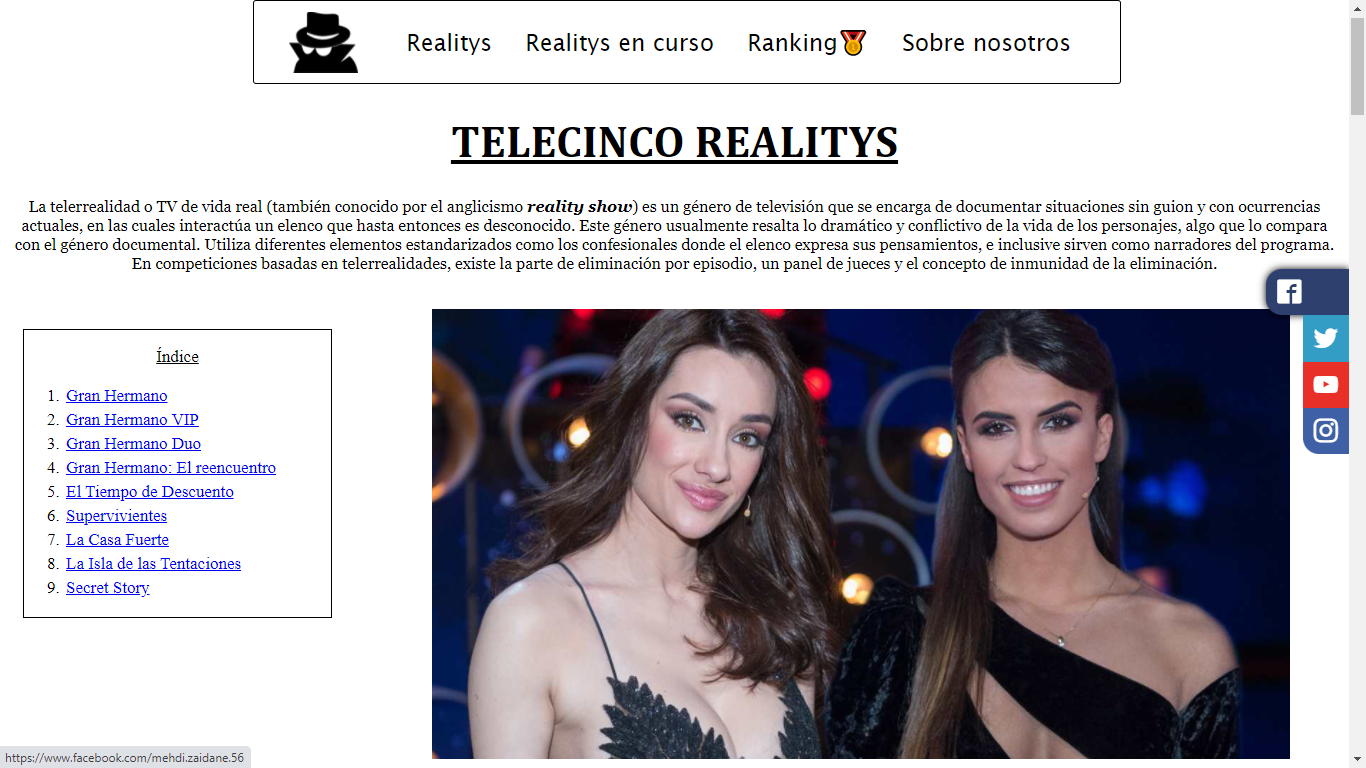 Realitys Realitys en curso Ranking🏅 Sobre nosotros
TELECINCO REALITYS
La telerrealidad o TV de vida real (también conocido por el anglicismo reality show) es un género de televisión que se encarga de documentar situaciones sin guion y con ocurrencias
actuales, en las cuales interactúa un elenco que hasta entonces es desconocido. Este género usualmente resalta lo dramático y conflictivo de la vida de los personajes, algo que lo compara
con el género documental. Utiliza diferentes elementos estandarizados como los confesionales donde el elenco expresa sus pensamientos, e inclusive sirven como narradores del programa.
En competiciones basadas en telerrealidades, existe la parte de eliminación por episodio, un panel de jueces y el concepto de inmunidad de la eliminación.
Índice
1. Gran Hermano
2. Gran Hermano VIP
3. Gran Hermano Duo
4. Gran Hermano: El reencuentro
5. El Tiempo de Descuento
6. Supervivientes
7. La Casa Fuerte
8. La Isla de las Tentaciones
9. Secret Story
https://www.facebook.com/mehdi.zaidane.56